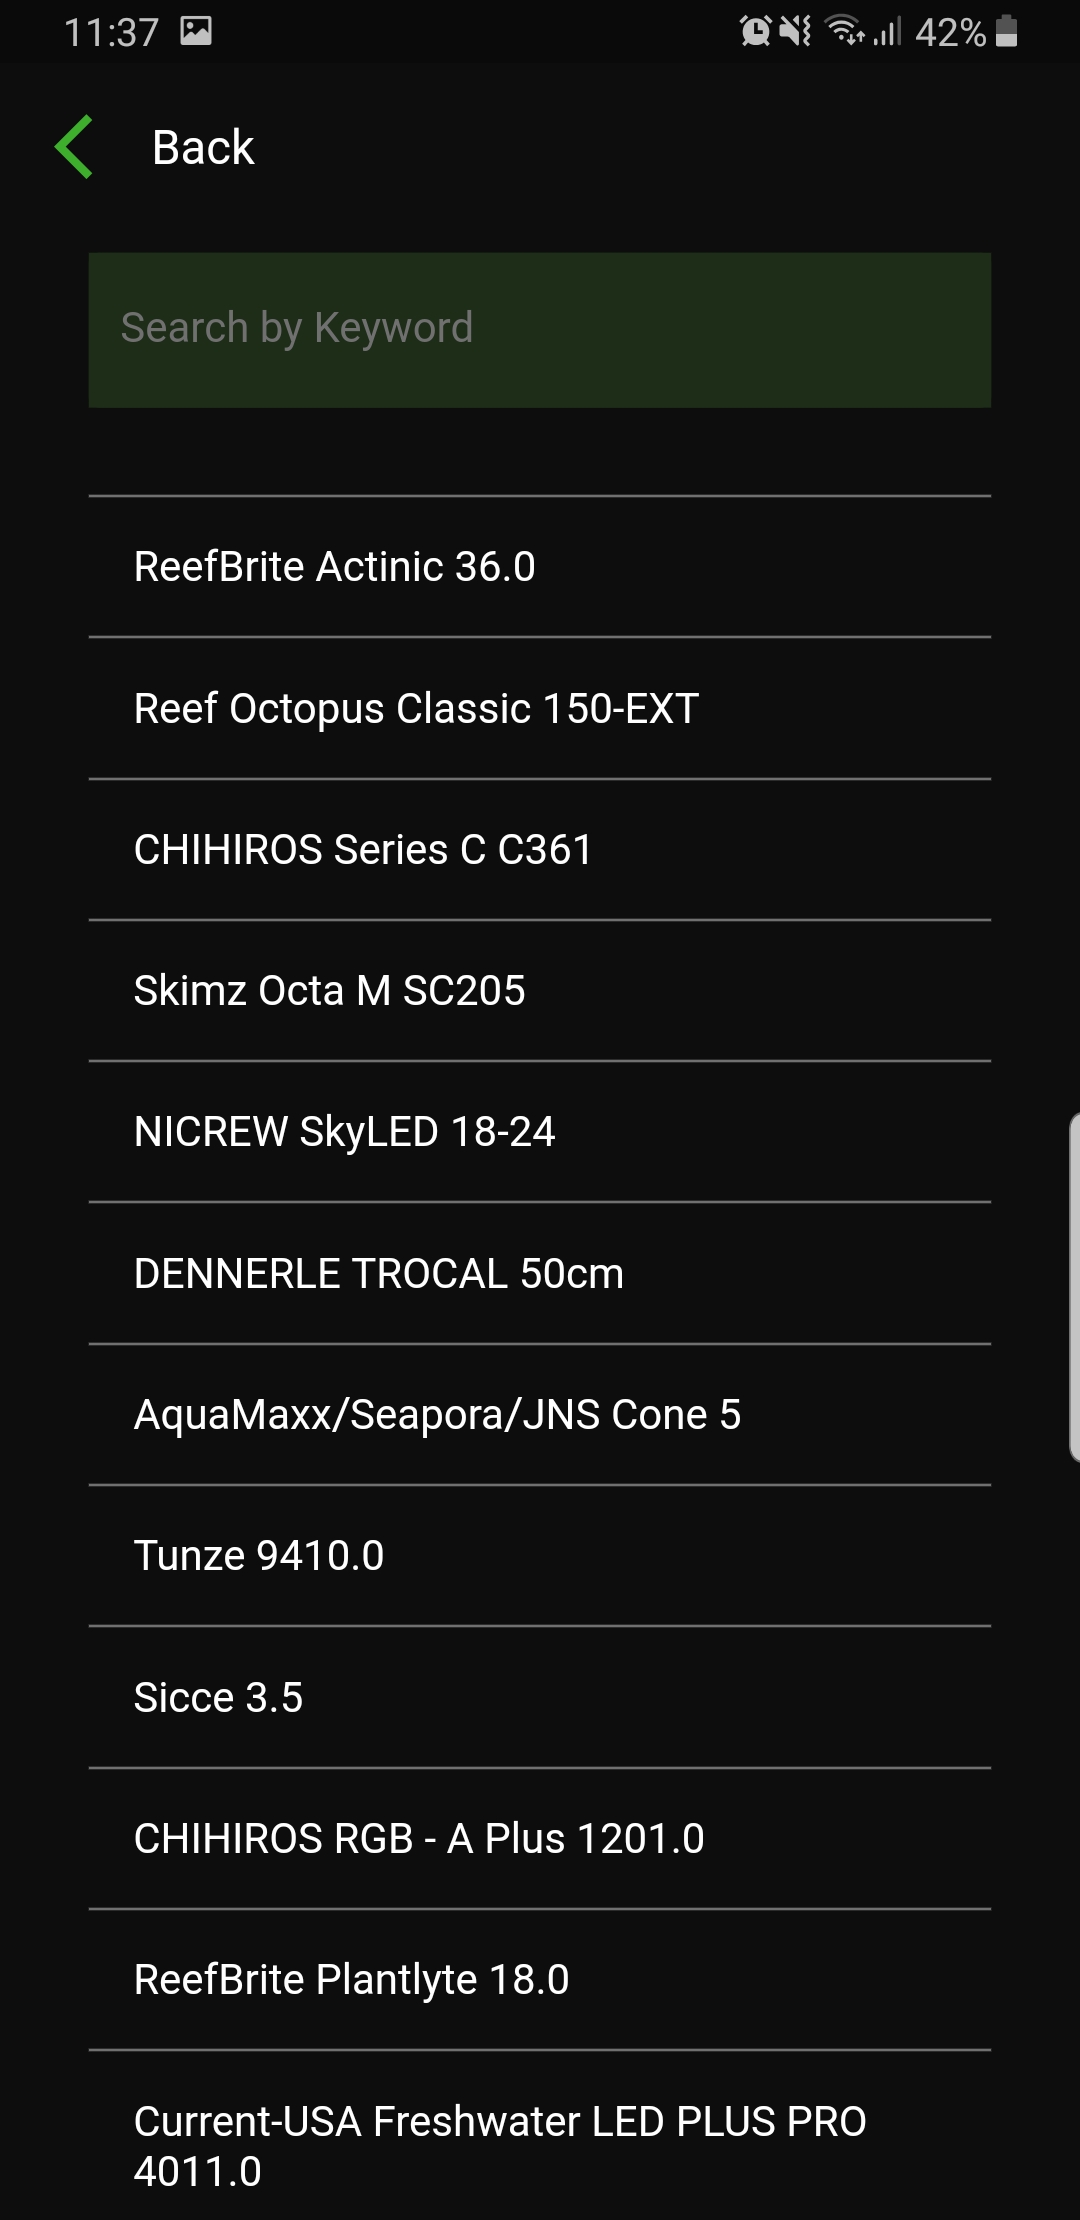 11:37
42%
Back
Search by Keyword
ReefBrite Actinic 36.0
Reef Octopus Classic 150-EXT
CHIHIROS Series C C361
Skimz Octa M SC205
NICREW SkyLED 18-24
DENNERLE TROCAL 50cm
AquaMaxx/Seapora/JNS Cone 5
Tunze 9410.0
Sicce 3.5
CHIHIROS RGB - A Plus 1201.0
ReefBrite Plantlyte 18.0
Current-USA Freshwater LED PLUS PRO
4011.0